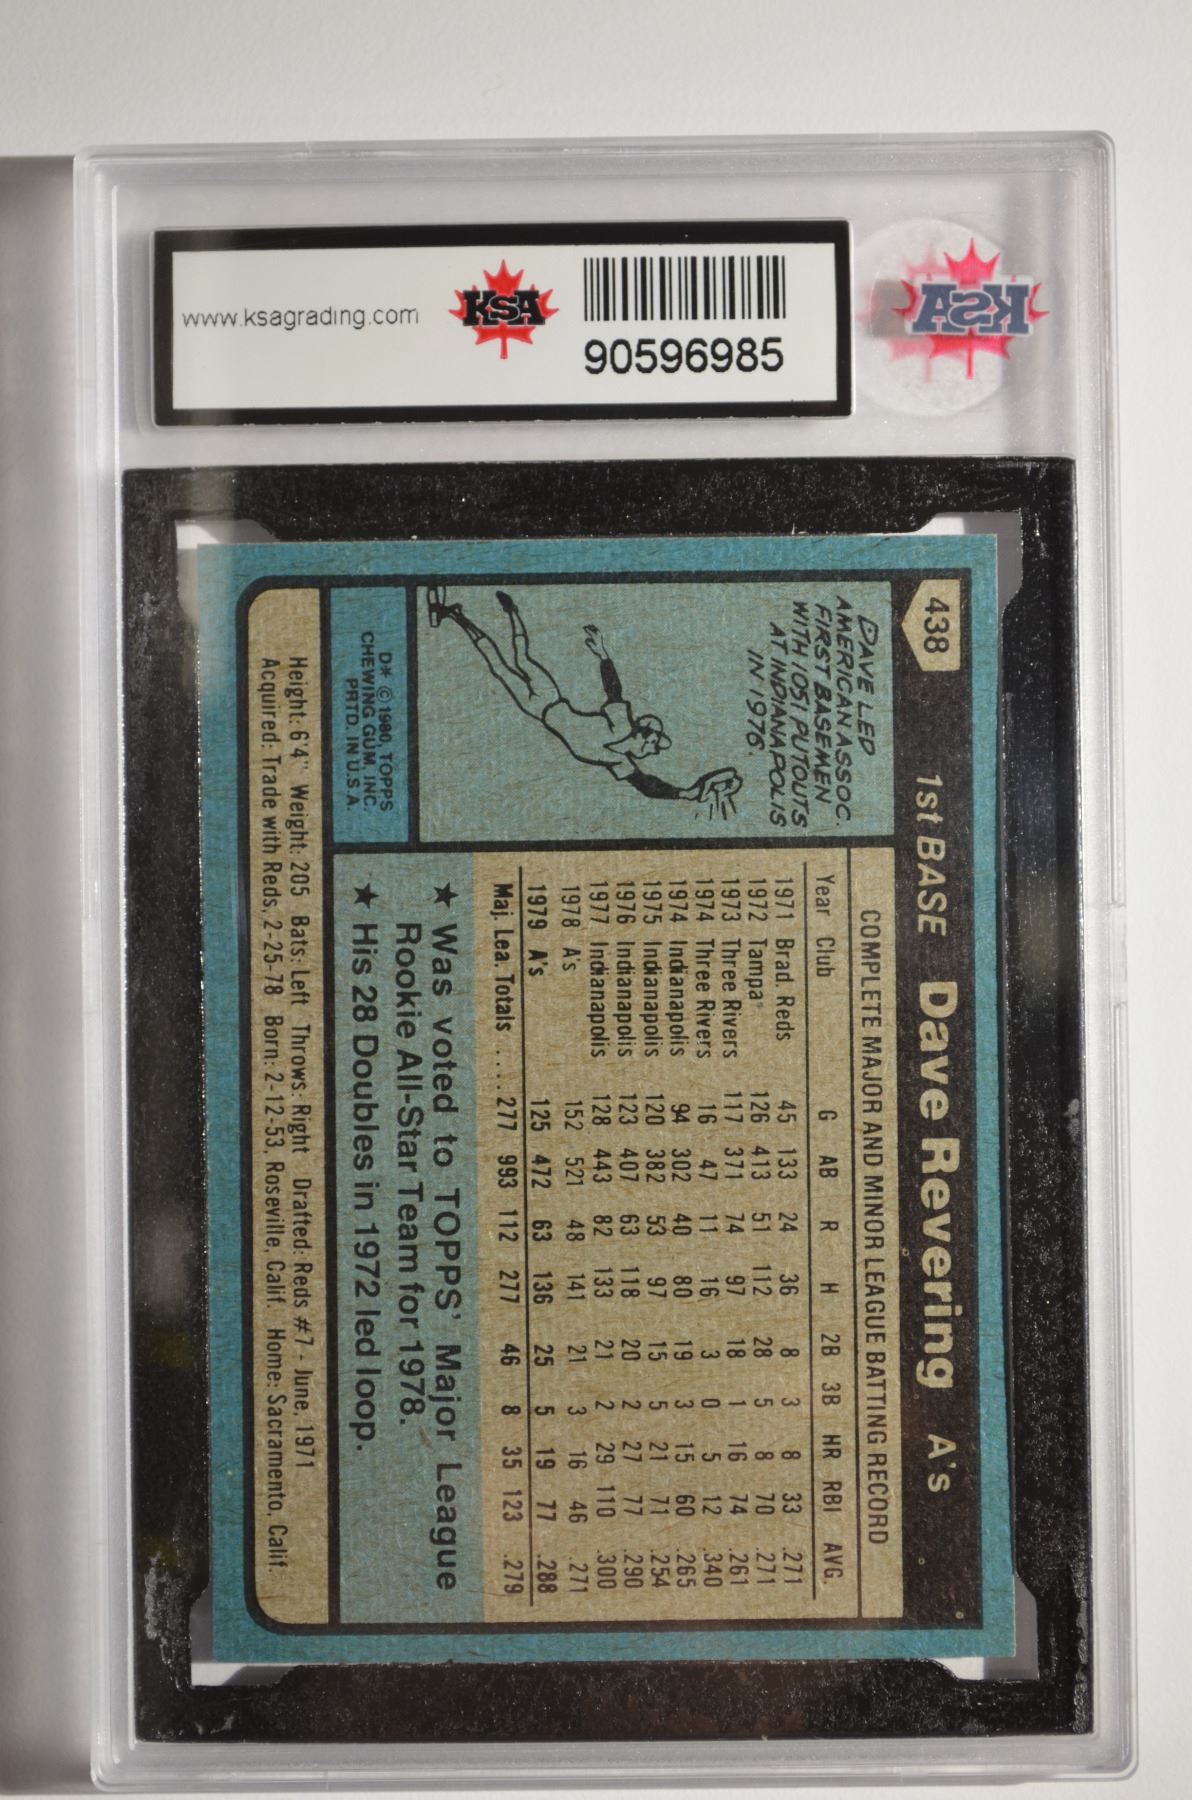 www.ksagrading.com
KSA
90596985
KSA
438
1st BASE Dave Revering A's
DAVE LED
AMERICAN ASSOC.
FIRST BASEMEN
WITH 1051 PUTOUTS
AT INDIANAPOLIS
IN 1976.
D* © 1980, TOPPS
CHEWING GUM, INC.
PRTD. IN U.S.A.
COMPLETE MAJOR AND MINOR LEAGUE BATTING RECORD
Year Club G AB R H 2B 3B HR RBI AVG.
1971 Brad. Reds 45 133 24 36 8 3 8 33 .271
1972 Tampa 126 413 51 112 28 5 8 70 .271
1973 Three Rivers 117 371 74 97 18 1 16 74 .261
1974 Three Rivers 16 47 11 16 3 0 5 12 .340
1974 Indianapolis 94 302 40 80 19 3 15 60 .265
1975 Indianapolis 120 382 53 97 15 5 21 71 .254
1976 Indianapolis 123 407 63 118 20 2 27 77 .290
1977 Indianapolis 128 443 82 133 21 2 29 110 .300
1978 A's 152 521 48 141 21 3 16 46 .271
1979 A's 125 472 63 136 25 5 19 77 .288
Maj. Lea. Totals ..... 277 993 112 277 46 8 35 123 .279
★ Was voted to TOPPS' Major League
Rookie All-Star Team for 1978.
★ His 28 Doubles in 1972 led loop.
Height: 6'4" Weight: 205 Bats: Left Throws: Right Drafted: Reds #7 - June, 1971
Acquired: Trade with Reds, 2-25-78 Born: 2-12-53, Roseville, Calif. Home: Sacramento, Calif.